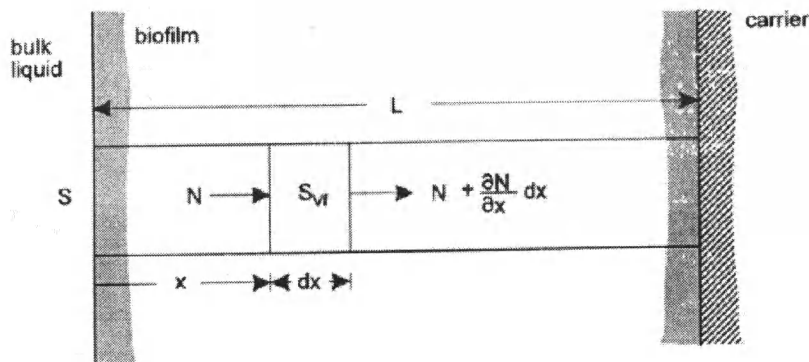 bulk
liquid
biofilm
carrier
L
S
N
S_vf
N + ∂N/∂x dx
x
dx